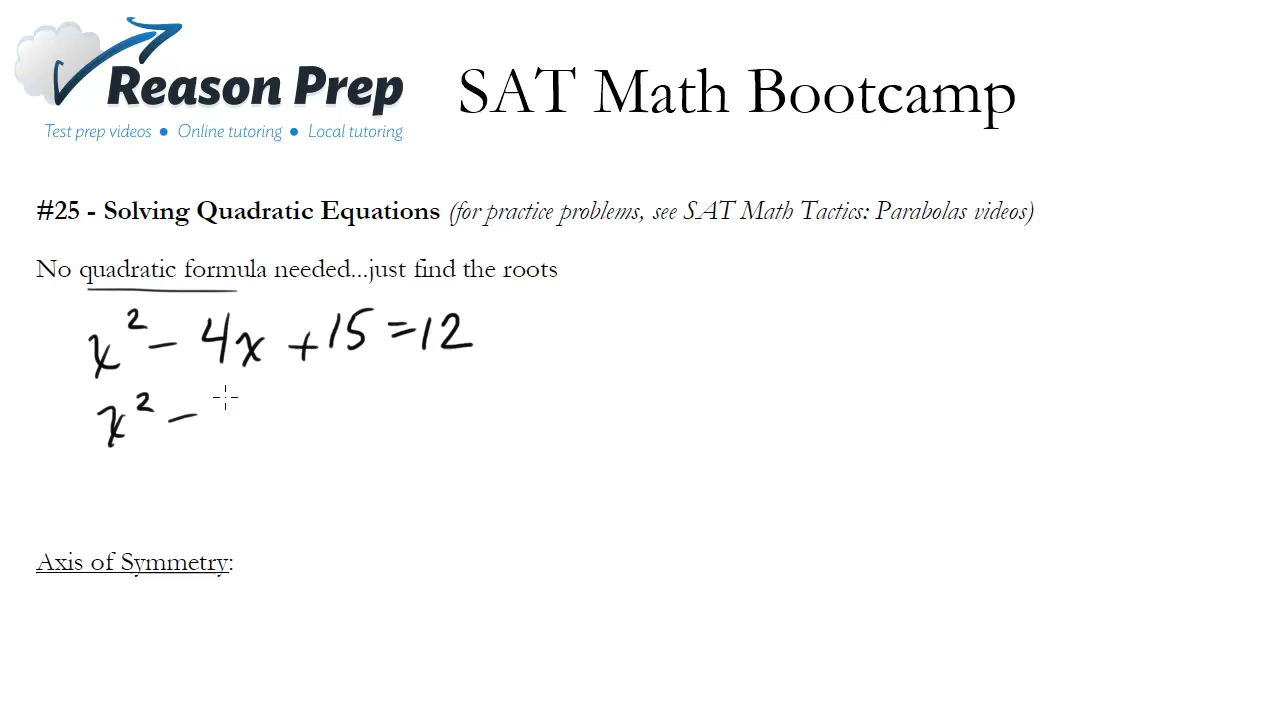 Reason Prep
Test prep videos ● Online tutoring ● Local tutoring
SAT Math Bootcamp
#25 - Solving Quadratic Equations (for practice problems, see SAT Math Tactics: Parabolas videos)
No quadratic formula needed...just find the roots
x² - 4x + 15 = 12
x² -
Axis of Symmetry: